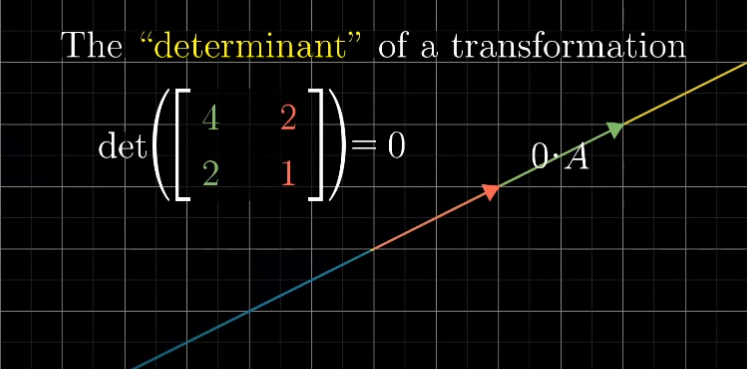 The “determinant” of a transformation
det([4 2
2 1]) = 0
0 · A